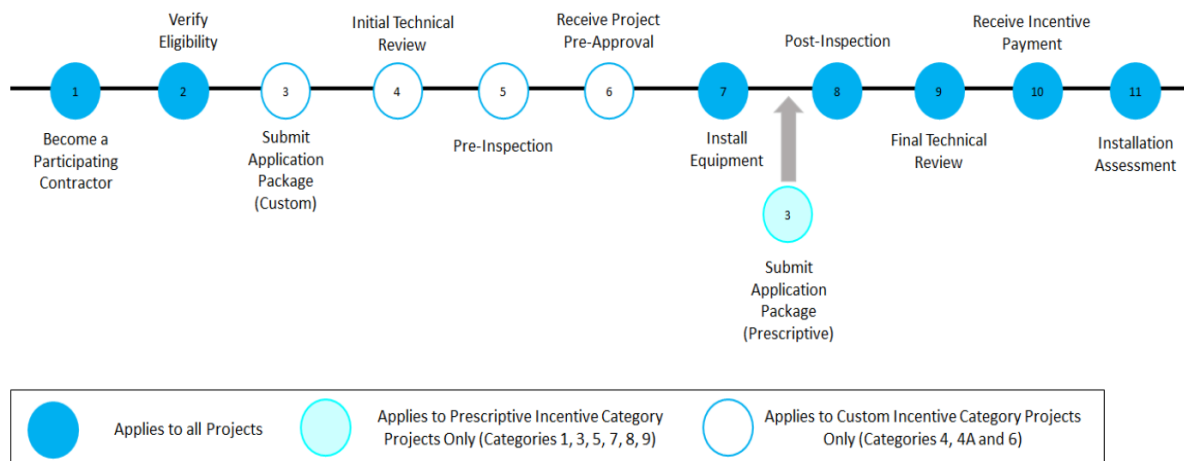 Verify
Eligibility
Initial Technical
Review
Receive Project
Pre-Approval
Post-Inspection
Receive Incentive
Payment
1
2
3
4
5
6
7
8
9
10
11
Become a
Participating
Contractor
Submit
Application
Package
(Custom)
Pre-Inspection
Install
Equipment
Final Technical
Review
Installation
Assessment
3
Submit
Application
Package
(Prescriptive)
Applies to all Projects
Applies to Prescriptive Incentive Category
Projects Only (Categories 1, 3, 5, 7, 8, 9)
Applies to Custom Incentive Category Projects
Only (Categories 4, 4A and 6)